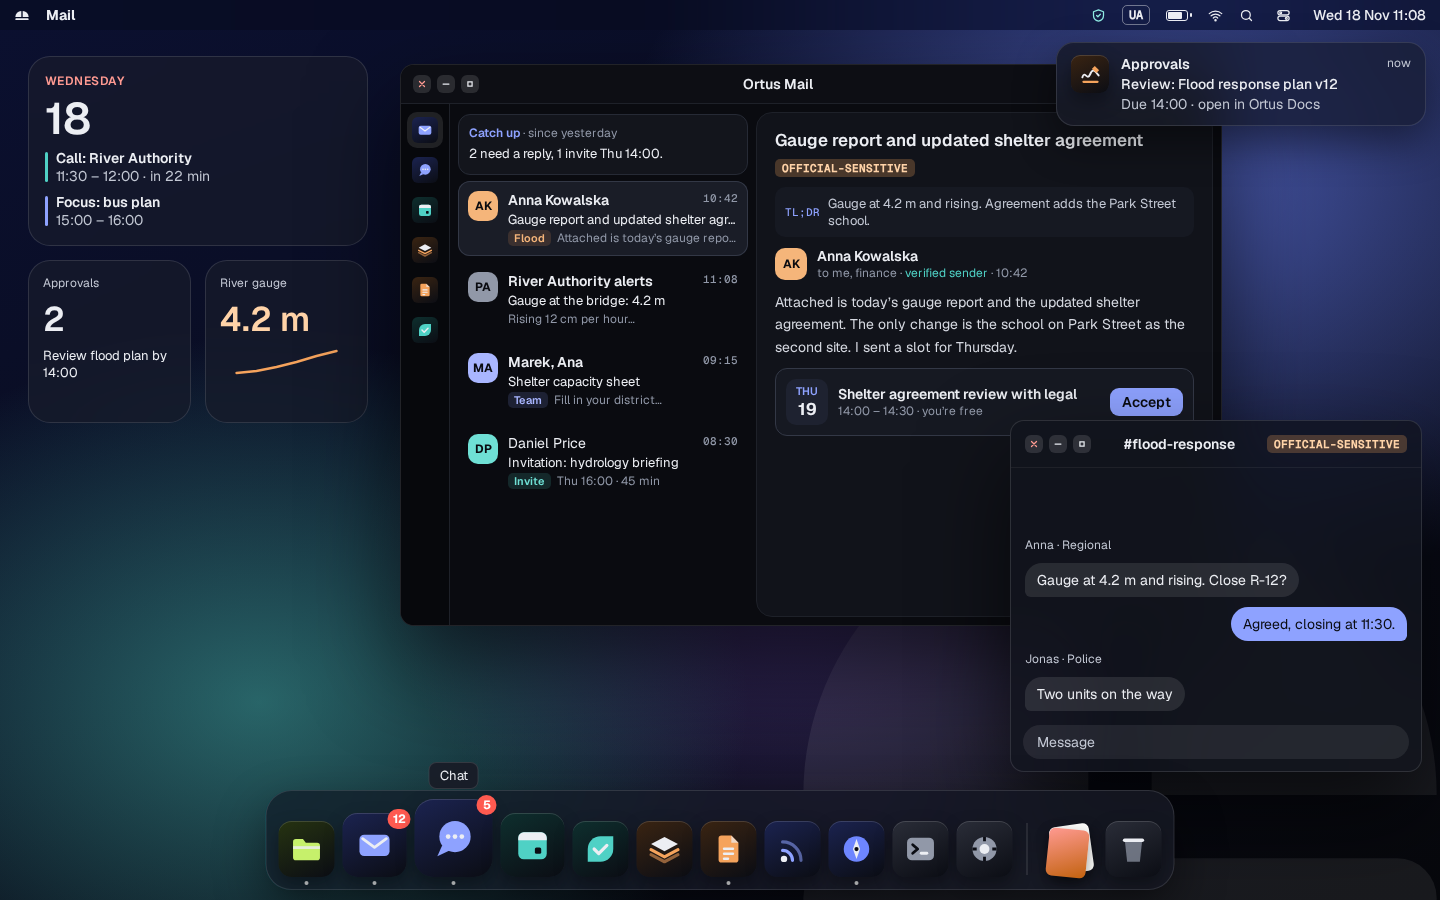 Mail
UA
Wed 18 Nov 11:08
WEDNESDAY
18
Call: River Authority
11:30 – 12:00 · in 22 min
Focus: bus plan
15:00 – 16:00
Approvals
2
Review flood plan by
14:00
River gauge
4.2 m
Ortus Mail
Catch up · since yesterday
2 need a reply, 1 invite Thu 14:00.
AK
Anna Kowalska
10:42
Gauge report and updated shelter agr…
Flood
Attached is today's gauge repo…
PA
River Authority alerts
11:08
Gauge at the bridge: 4.2 m
Rising 12 cm per hour…
MA
Marek, Ana
09:15
Shelter capacity sheet
Team
Fill in your district…
DP
Daniel Price
08:30
Invitation: hydrology briefing
Invite
Thu 16:00 · 45 min
Gauge report and updated shelter agreement
OFFICIAL-SENSITIVE
TL;DR
Gauge at 4.2 m and rising. Agreement adds the Park Street
school.
AK
Anna Kowalska
to me, finance · verified sender · 10:42
Attached is today's gauge report and the updated shelter
agreement. The only change is the school on Park Street as the
second site. I sent a slot for Thursday.
THU
19
Shelter agreement review with legal
14:00 – 14:30 · you're free
Accept
Approvals
now
Review: Flood response plan v12
Due 14:00 · open in Ortus Docs
#flood-response
OFFICIAL-SENSITIVE
Anna · Regional
Gauge at 4.2 m and rising. Close R-12?
Agreed, closing at 11:30.
Jonas · Police
Two units on the way
Message
Chat
12
5